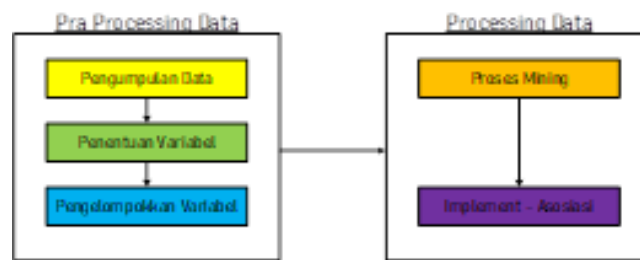 Pra Processing Data
Pengumpulan Data
Penentuan Variabel
Pengelompokkan Variabel
Processing Data
Proses Mining
Implement - Asosiasi